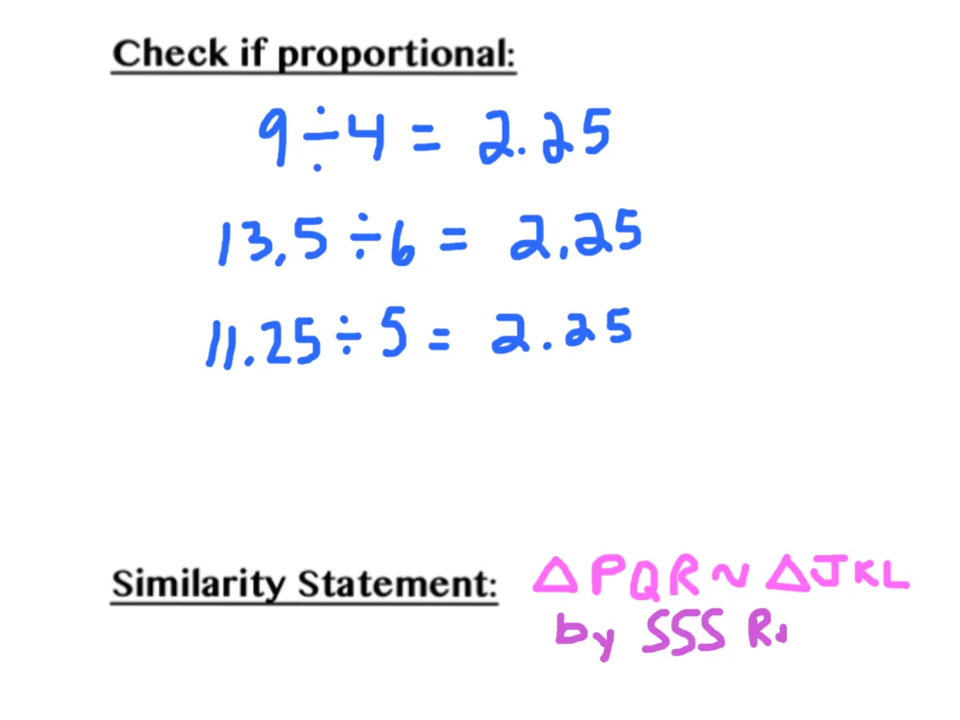 Check if proportional:
9 ÷ 4 = 2.25
13.5 ÷ 6 = 2.25
11.25 ÷ 5 = 2.25
Similarity Statement: △PQR ~ △JKL
by SSS